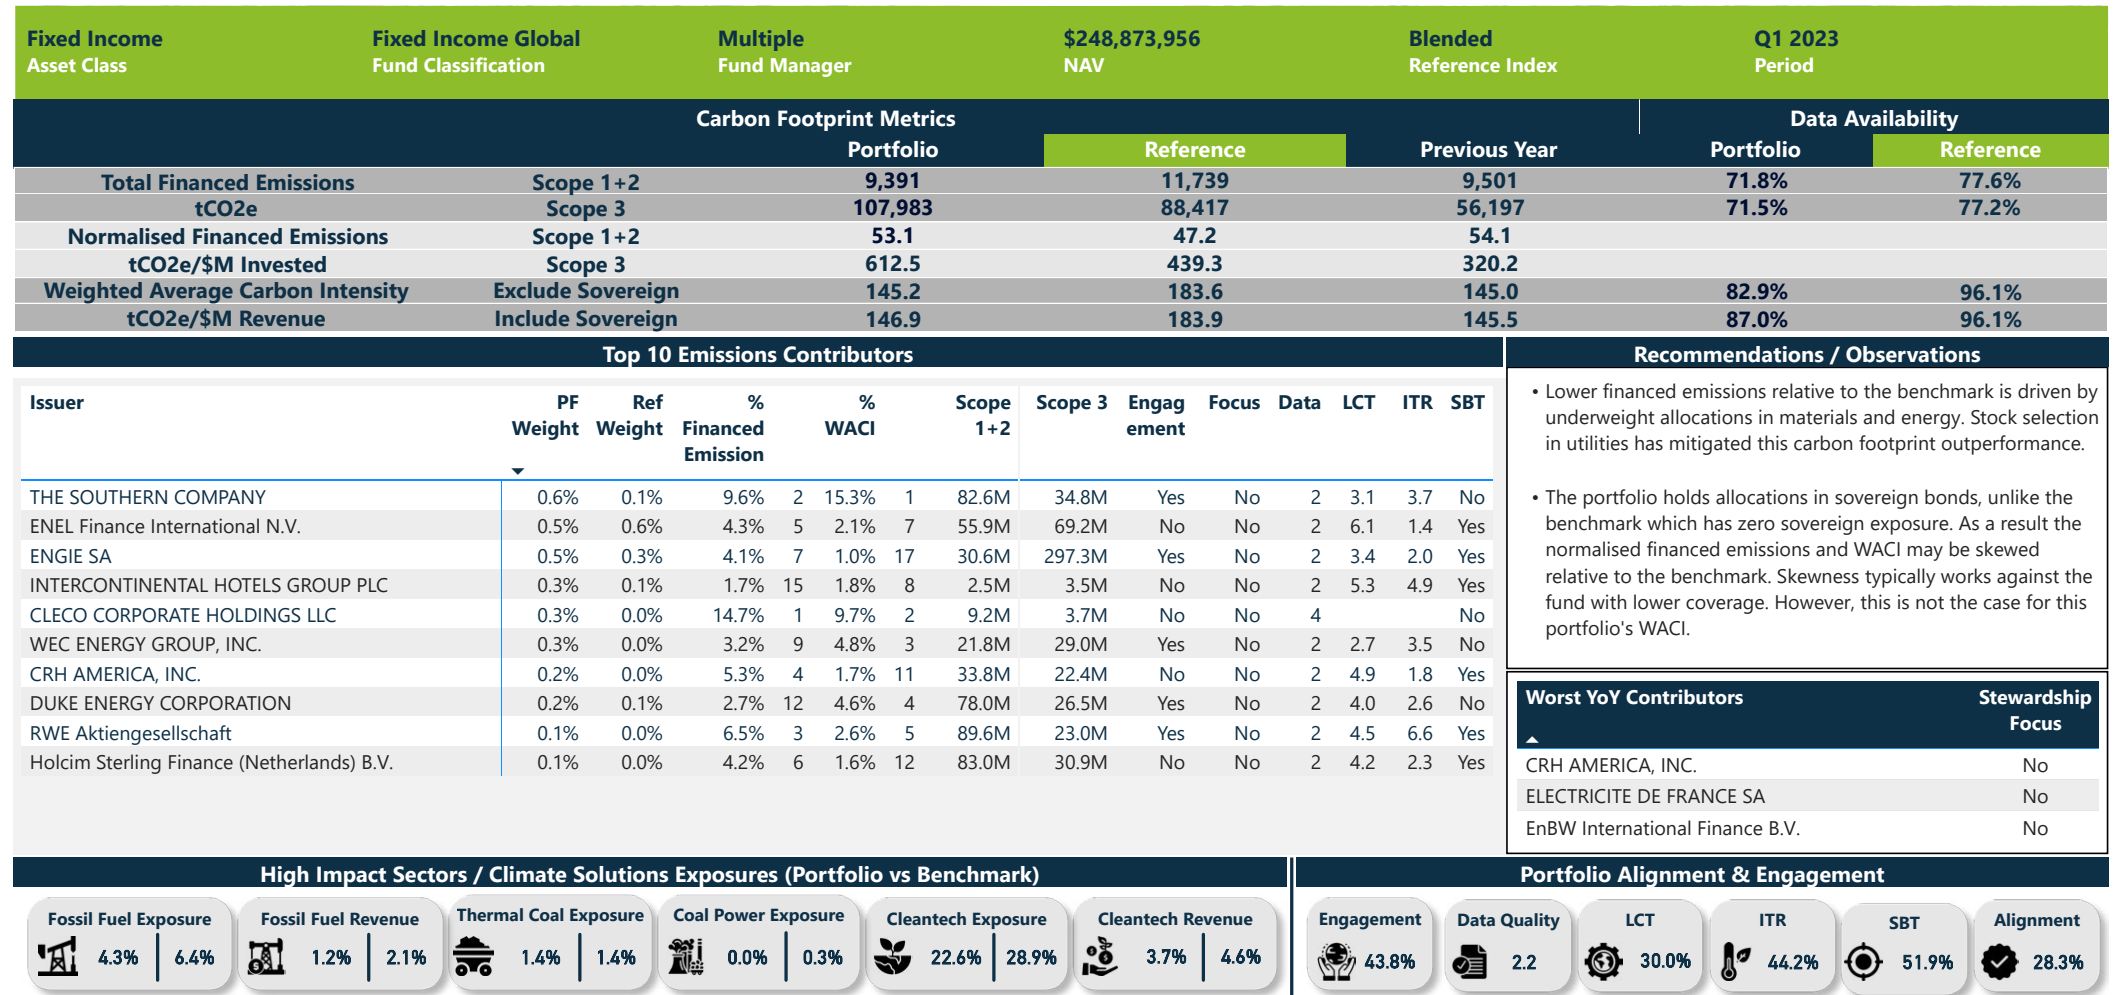 Fixed Income Fixed Income Global Multiple $248,873,956 Blended Q1 2023
Asset Class Fund Classification Fund Manager NAV Reference Index Period
Carbon Footprint Metrics Data Availability
Portfolio Reference Previous Year Portfolio Reference
Total Financed Emissions Scope 1+2 9,391 11,739 9,501 71.8% 77.6%
tCO2e Scope 3 107,983 88,417 56,197 71.5% 77.2%
Normalised Financed Emissions Scope 1+2 53.1 47.2 54.1
tCO2e/$M Invested Scope 3 612.5 439.3 320.2
Weighted Average Carbon Intensity Exclude Sovereign 145.2 183.6 145.0 82.9% 96.1%
tCO2e/$M Revenue Include Sovereign 146.9 183.9 145.5 87.0% 96.1%
Top 10 Emissions Contributors
Issuer PF Ref % % Scope Scope 3 Engag Focus Data LCT ITR SBT
Weight Weight Financed WACI 1+2 ement
Emission
THE SOUTHERN COMPANY 0.6% 0.1% 9.6% 2 15.3% 1 82.6M 34.8M Yes No 2 3.1 3.7 No
ENEL Finance International N.V. 0.5% 0.6% 4.3% 5 2.1% 7 55.9M 69.2M No No 2 6.1 1.4 Yes
ENGIE SA 0.5% 0.3% 4.1% 7 1.0% 17 30.6M 297.3M Yes No 2 3.4 2.0 Yes
INTERCONTINENTAL HOTELS GROUP PLC 0.3% 0.1% 1.7% 15 1.8% 8 2.5M 3.5M No No 2 5.3 4.9 Yes
CLECO CORPORATE HOLDINGS LLC 0.3% 0.0% 14.7% 1 9.7% 2 9.2M 3.7M No No 4 No
WEC ENERGY GROUP, INC. 0.3% 0.0% 3.2% 9 4.8% 3 21.8M 29.0M Yes No 2 2.7 3.5 No
CRH AMERICA, INC. 0.2% 0.0% 5.3% 4 1.7% 11 33.8M 22.4M No No 2 4.9 1.8 Yes
DUKE ENERGY CORPORATION 0.2% 0.1% 2.7% 12 4.6% 4 78.0M 26.5M Yes No 2 4.0 2.6 No
RWE Aktiengesellschaft 0.1% 0.0% 6.5% 3 2.6% 5 89.6M 23.0M Yes No 2 4.5 6.6 Yes
Holcim Sterling Finance (Netherlands) B.V. 0.1% 0.0% 4.2% 6 1.6% 12 83.0M 30.9M No No 2 4.2 2.3 Yes
Recommendations / Observations
• Lower financed emissions relative to the benchmark is driven by
underweight allocations in materials and energy. Stock selection
in utilities has mitigated this carbon footprint outperformance.
• The portfolio holds allocations in sovereign bonds, unlike the
benchmark which has zero sovereign exposure. As a result the
normalised financed emissions and WACI may be skewed
relative to the benchmark. Skewness typically works against the
fund with lower coverage. However, this is not the case for this
portfolio's WACI.
Worst YoY Contributors Stewardship
Focus
CRH AMERICA, INC. No
ELECTRICITE DE FRANCE SA No
EnBW International Finance B.V. No
High Impact Sectors / Climate Solutions Exposures (Portfolio vs Benchmark)
Fossil Fuel Exposure Fossil Fuel Revenue Thermal Coal Exposure Coal Power Exposure Cleantech Exposure Cleantech Revenue
4.3% 6.4% 1.2% 2.1% 1.4% 1.4% 0.0% 0.3% 22.6% 28.9% 3.7% 4.6%
Portfolio Alignment & Engagement
Engagement Data Quality LCT ITR SBT Alignment
43.8% 2.2 30.0% 44.2% 51.9% 28.3%